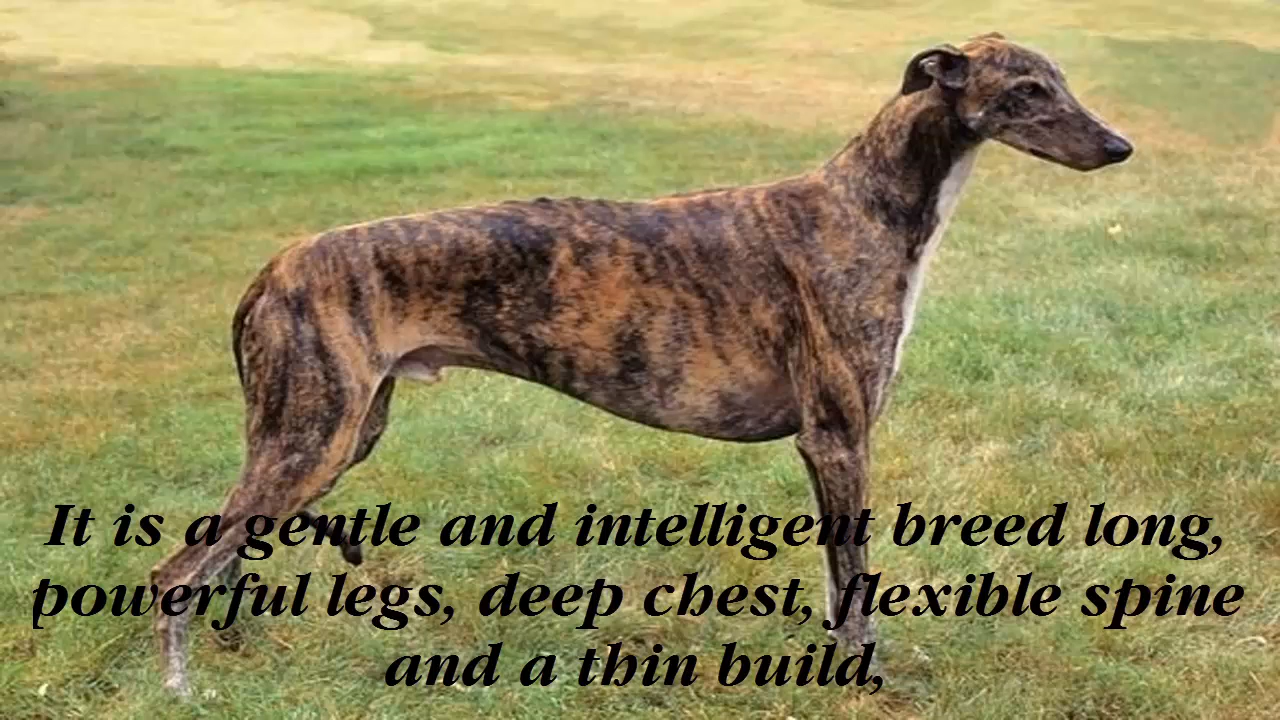 It is a gentle and intelligent breed long,
powerful legs, deep chest, flexible spine
and a thin build,